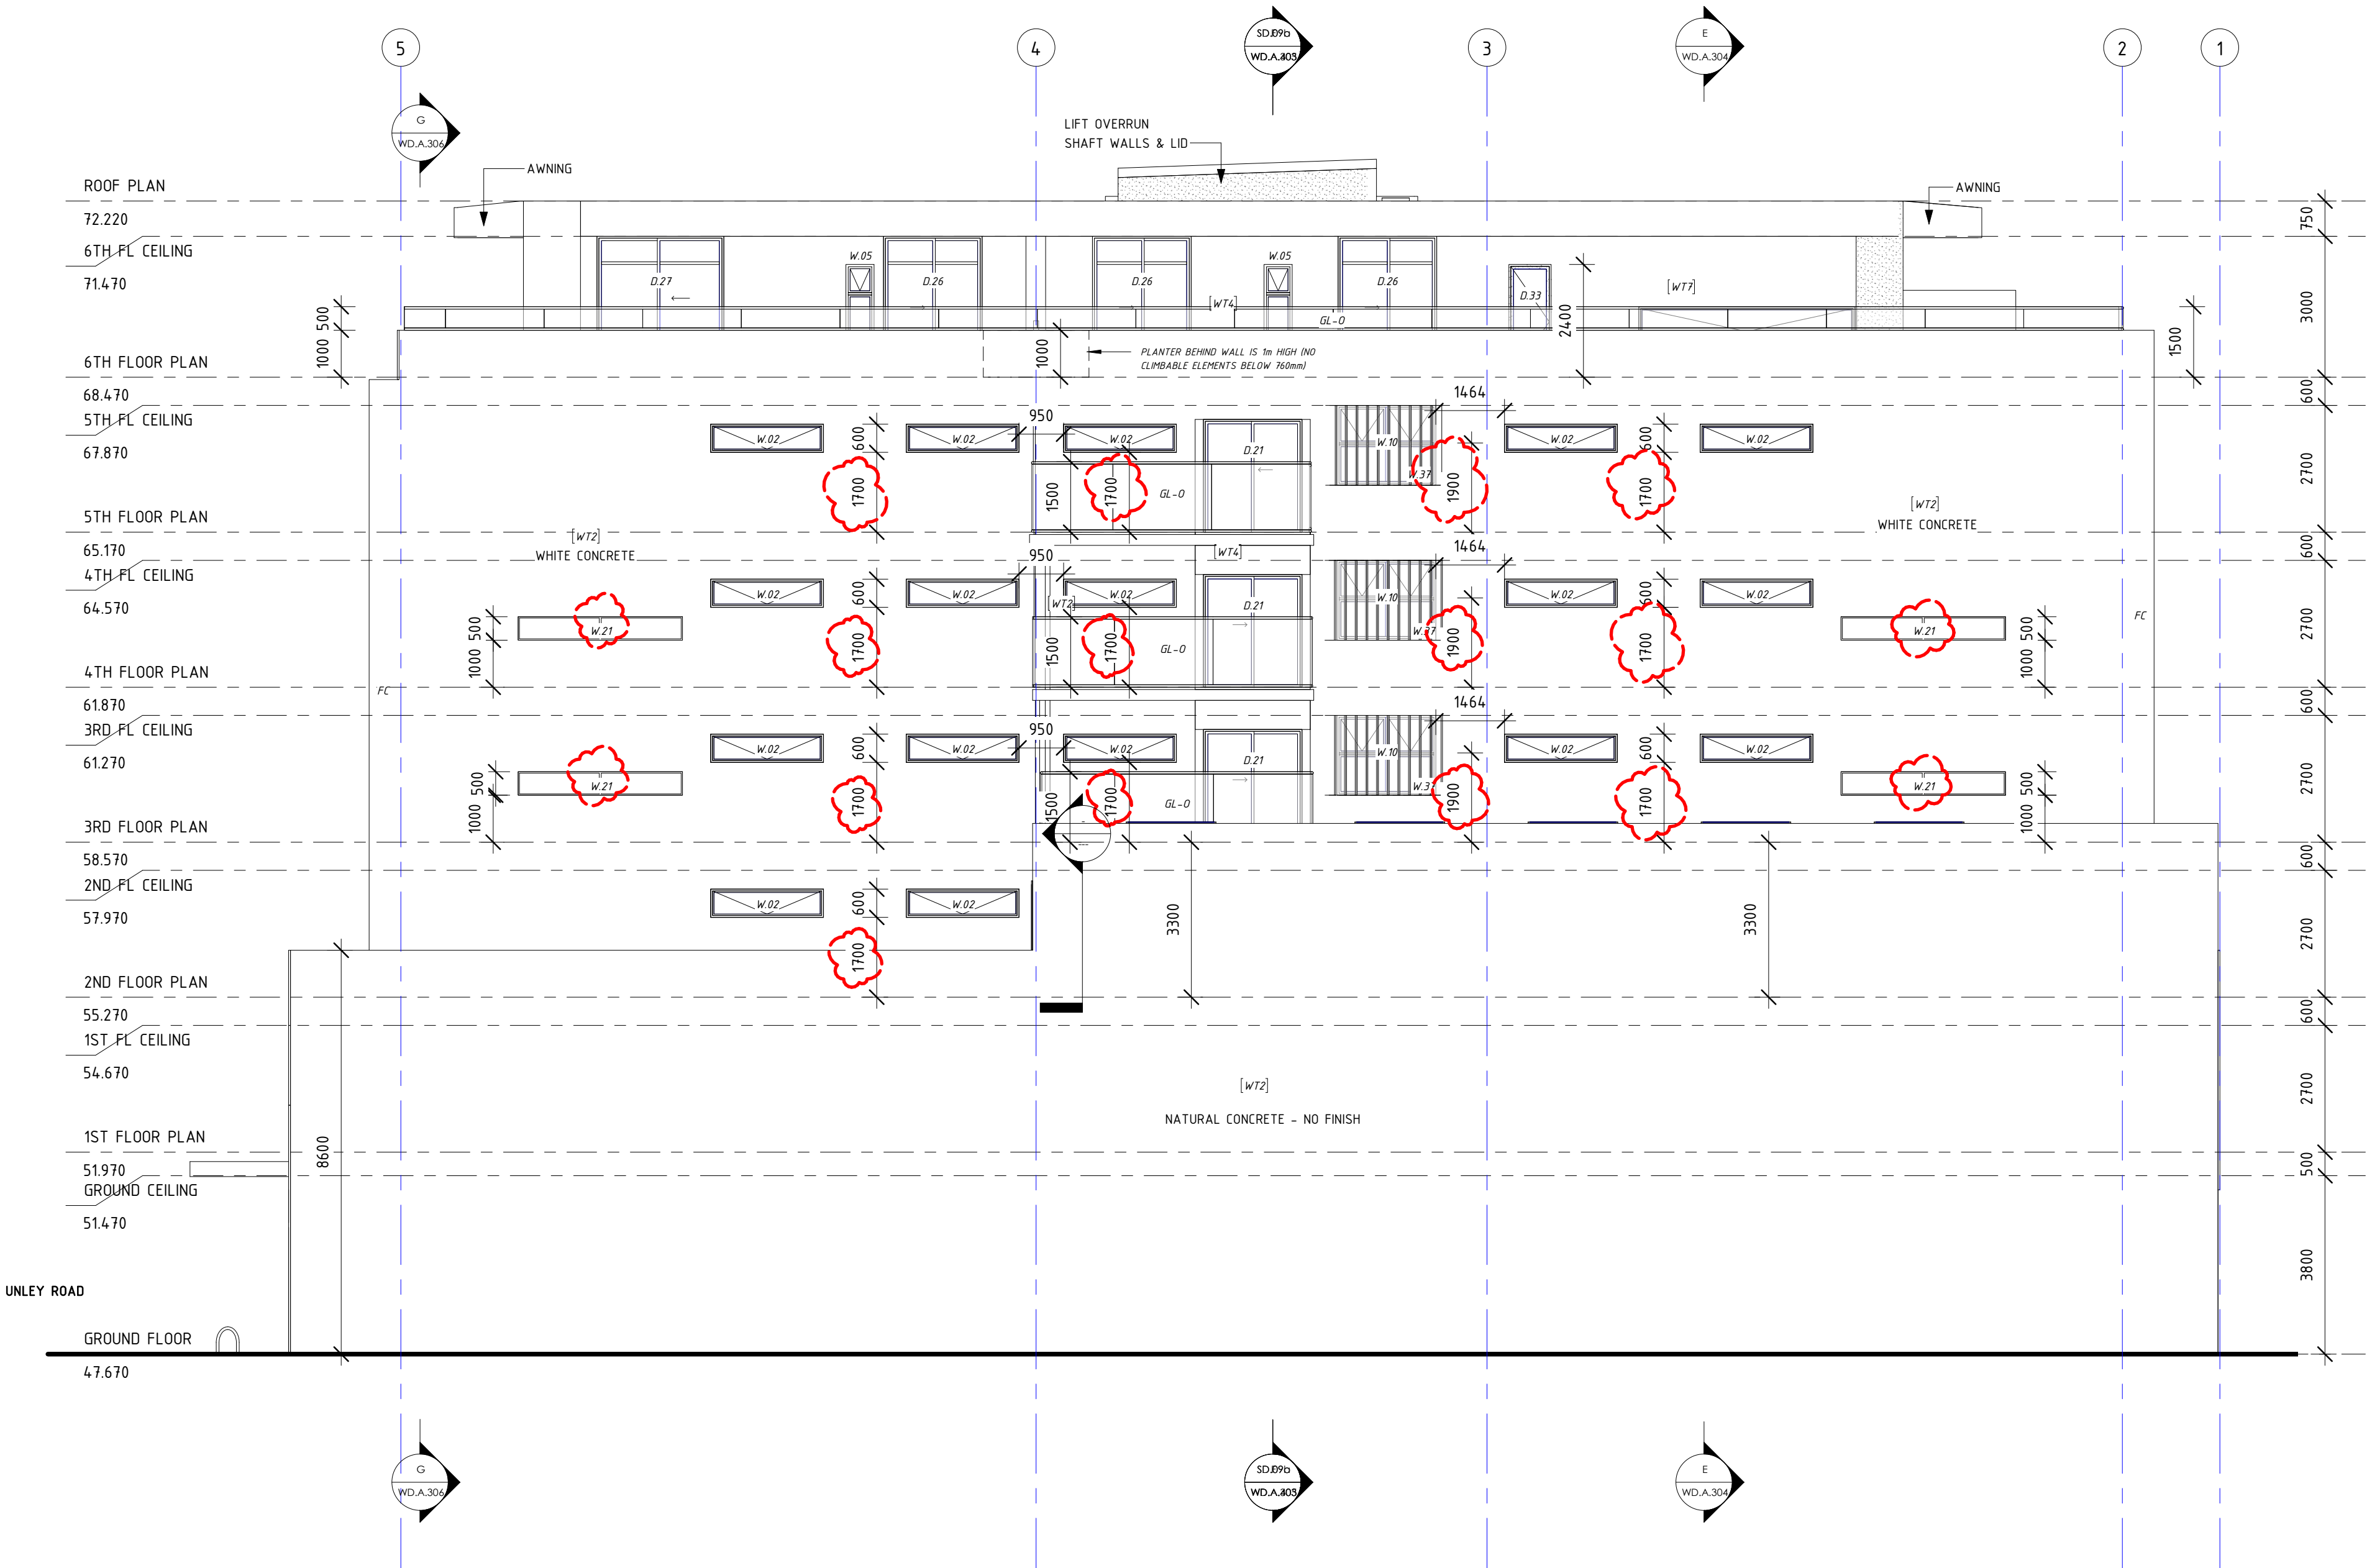 5
4
SDJ09b
3
E
2
1
WD.A.304
G
WD.A.306
LIFT OVERRUN
SHAFT WALLS & LID
AWNING
AWNING
ROOF PLAN
72.220
750
6TH FL CEILING
71.470
W.05
W.05
D.27
D.26
D.26
D.26
D.33
[WT7]
[WT4]
GL-O
500
1000
2400
3000
1500
1000
PLANTER BEHIND WALL IS 1m HIGH (NO
CLIMBABLE ELEMENTS BELOW 760mm)
6TH FLOOR PLAN
68.470
600
5TH FL CEILING
67.870
950
1464
W.02
W.02
W.02
D.21
W.10
W.02
W.02
600
600
W.37
2700
1700
1500
1700
GL-O
1900
1700
[WT2]
WHITE CONCRETE
[WT2]
WHITE CONCRETE
5TH FLOOR PLAN
65.170
950
[WT4]
1464
600
4TH FL CEILING
64.570
W.02
W.02
W.02
D.21
W.10
W.02
W.02
600
600
[WT2]
FC
W.21
W.37
W.21
500
1000
1700
1500
1700
GL-O
1900
1700
500
1000
2700
4TH FLOOR PLAN
61.870
FC
950
1464
600
3RD FL CEILING
61.270
W.02
W.02
W.02
D.21
W.10
W.02
W.02
600
600
W.21
W.21
500
1000
1700
1500
1700
GL-O
1900
1700
500
1000
2700
3RD FLOOR PLAN
58.570
---
600
2ND FL CEILING
57.970
W.02
W.02
600
3300
3300
1700
2700
2ND FLOOR PLAN
55.270
600
1ST FL CEILING
54.670
[WT2]
NATURAL CONCRETE - NO FINISH
2700
8600
1ST FLOOR PLAN
51.970
500
GROUND CEILING
51.470
3800
UNLEY ROAD
GROUND FLOOR
47.670
G
WD.A.306
SDJ09b
E
WD.A.304